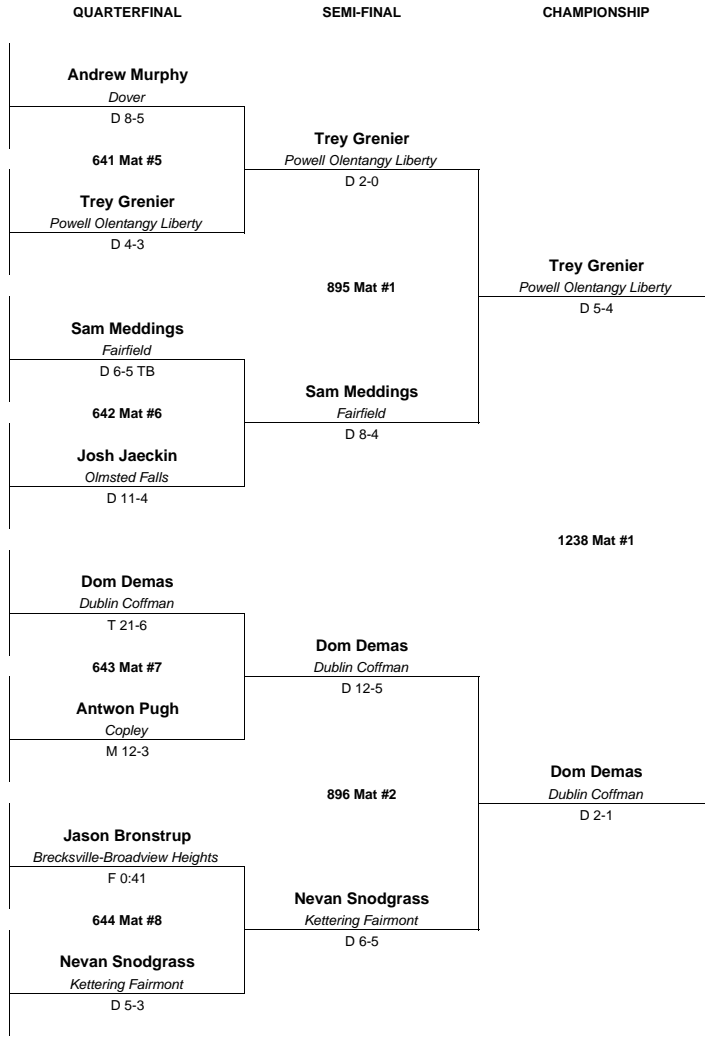 QUARTERFINAL SEMI-FINAL CHAMPIONSHIP
Andrew Murphy
Dover
D 8-5
641 Mat #5
Trey Grenier
Powell Olentangy Liberty
D 4-3
Trey Grenier
Powell Olentangy Liberty
D 2-0
Sam Meddings
Fairfield
D 6-5 TB
642 Mat #6
Josh Jaeckin
Olmsted Falls
D 11-4
895 Mat #1
Sam Meddings
Fairfield
D 8-4
Trey Grenier
Powell Olentangy Liberty
D 5-4
1238 Mat #1
Dom Demas
Dublin Coffman
T 21-6
643 Mat #7
Antwon Pugh
Copley
M 12-3
Dom Demas
Dublin Coffman
D 12-5
896 Mat #2
Jason Bronstrup
Brecksville-Broadview Heights
F 0:41
644 Mat #8
Nevan Snodgrass
Kettering Fairmont
D 5-3
Nevan Snodgrass
Kettering Fairmont
D 6-5
Dom Demas
Dublin Coffman
D 2-1